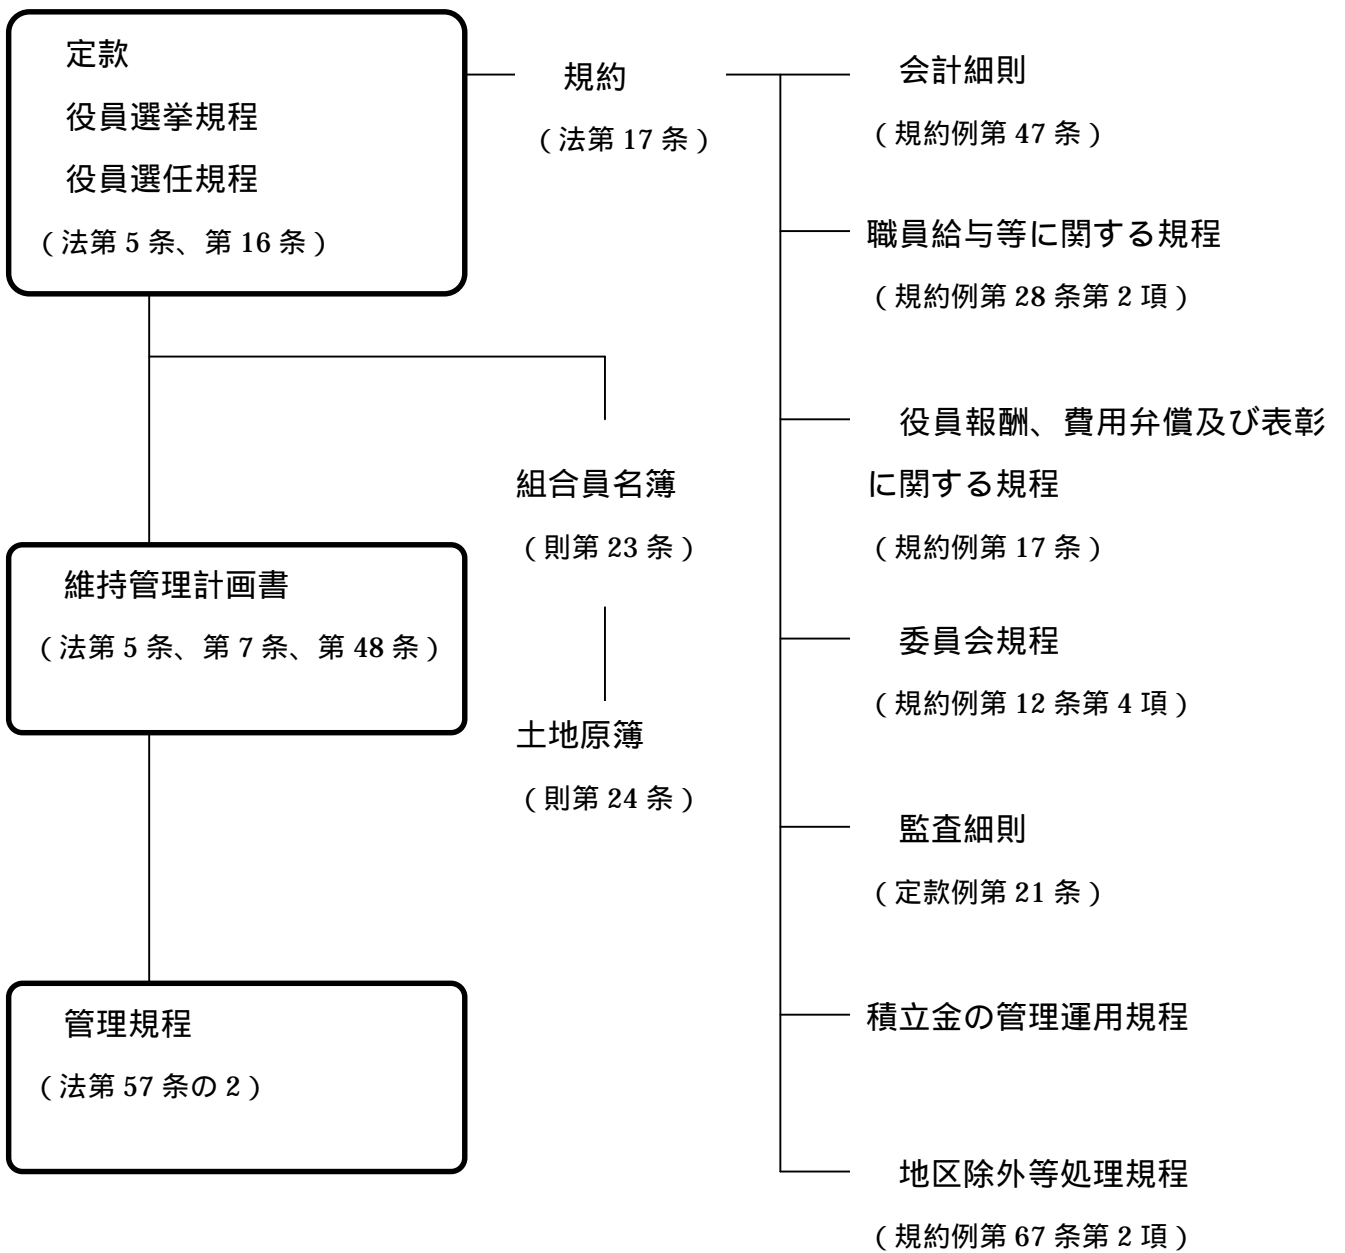 定款
役員選挙規程
役員選任規程
(法第5条、第16条)
規約
(法第17条)
会計細則
(規約例第47条)
職員給与等に関する規程
(規約例第28条第2項)
役員報酬、費用弁償及び表彰
に関する規程
(規約例第17条)
委員会規程
(規約例第12条第4項)
監査細則
(定款例第21条)
積立金の管理運用規程
地区除外等処理規程
(規約例第67条第2項)
組合員名簿
(則第23条)
土地原簿
(則第24条)
維持管理計画書
(法第5条、第7条、第48条)
管理規程
(法第57条の2)